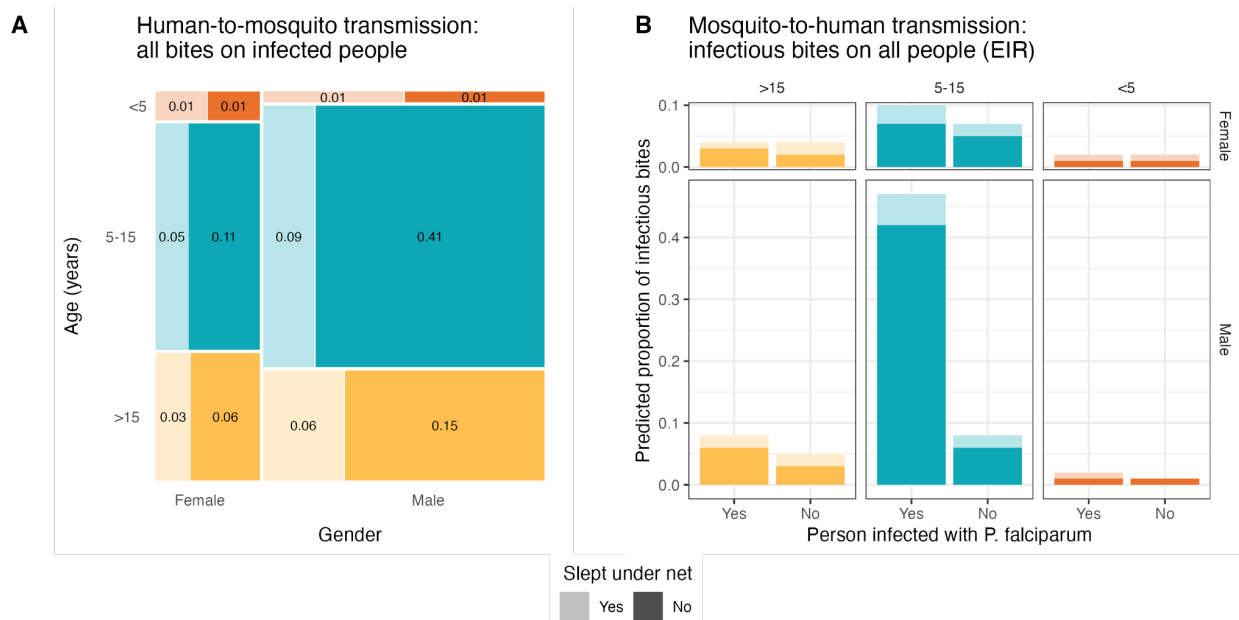 A
Human-to-mosquito transmission:
all bites on infected people
Age (years)
<5
5-15
>15
0.01
0.01
0.01
0.01
0.05
0.11
0.09
0.41
0.03
0.06
0.06
0.15
Female
Male
Gender
B
Mosquito-to-human transmission:
infectious bites on all people (EIR)
>15
5-15
<5
Predicted proportion of infectious bites
0.1
0.0
Female
0.4
0.3
0.2
0.1
0.0
Male
Yes
No
Yes
No
Yes
No
Person infected with P. falciparum
Slept under net
Yes
No